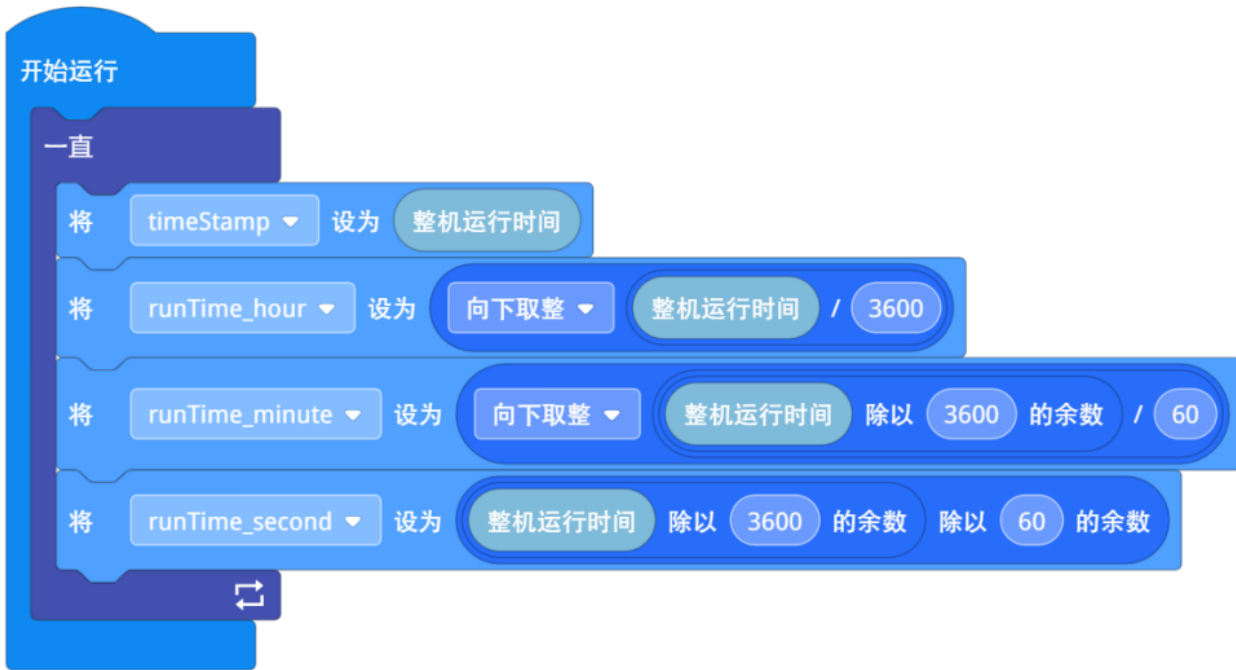 开始运行
一直
将 timeStamp 设为 整机运行时间
将 runTime_hour 设为 向下取整 整机运行时间 / 3600
将 runTime_minute 设为 向下取整 整机运行时间 除以 3600 的余数 / 60
将 runTime_second 设为 整机运行时间 除以 3600 的余数 除以 60 的余数